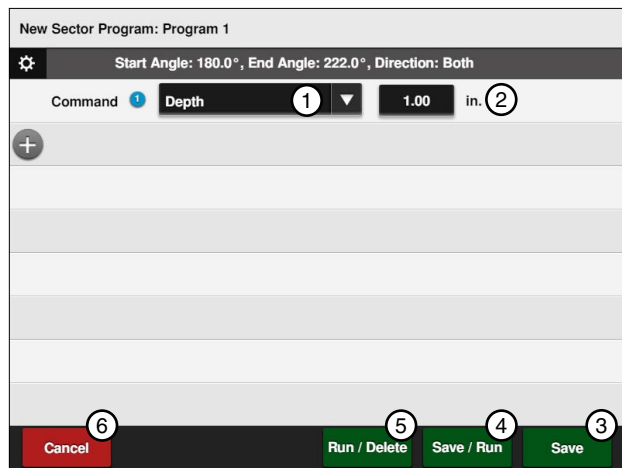 New Sector Program: Program 1
Start Angle: 180.0°, End Angle: 222.0°, Direction: Both
Command 1 Depth 1 1.00 in. 2
6 5 4 3
Cancel Run / Delete Save / Run Save